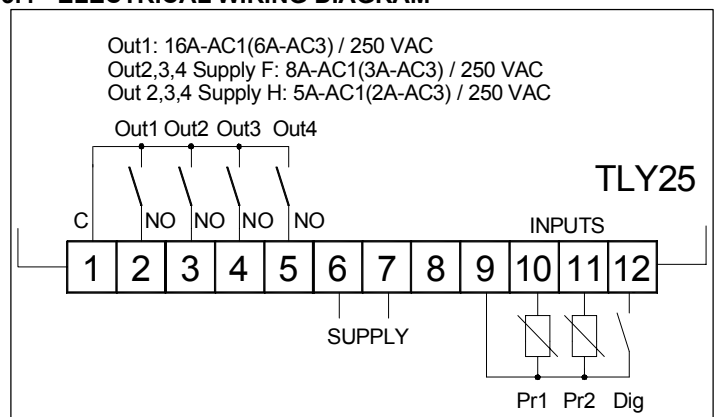 Out1: 16A-AC1(6A-AC3) / 250 VAC
Out2,3,4 Supply F: 8A-AC1(3A-AC3) / 250 VAC
Out 2,3,4 Supply H: 5A-AC1(2A-AC3) / 250 VAC
Out1 Out2 Out3 Out4
TLY25
C NO NO NO NO INPUTS
1 2 3 4 5 6 7 8 9 10 11 12
SUPPLY
Pr1 Pr2 Dig